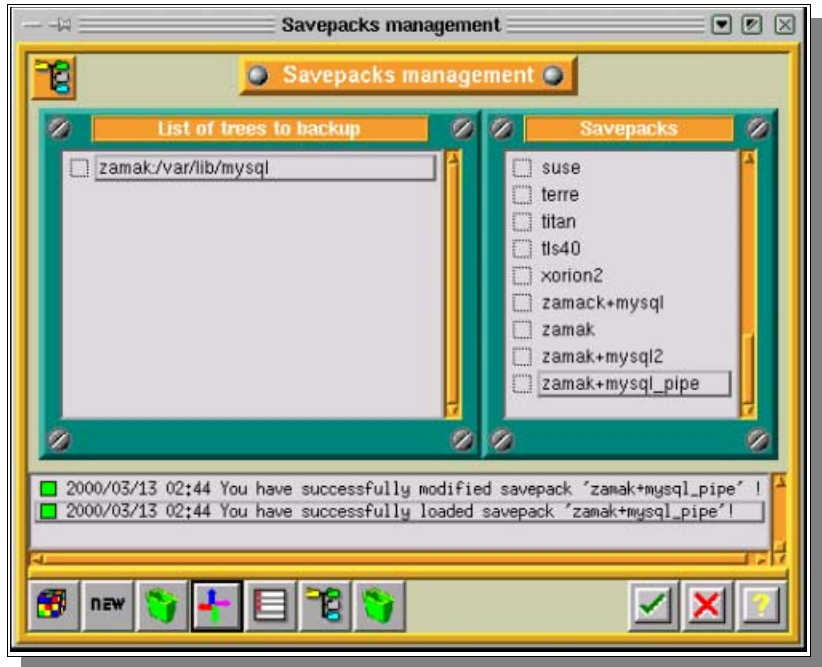 Savepacks management
Savepacks management
List of trees to backup
zamak:/var/lib/mysql
Savepacks
suse
terre
titan
tls40
xorion2
zamack+mysql
zamak
zamak+mysql2
zamak+mysql_pipe
2000/03/13 02:44 You have successfully modified savepack 'zamak+mysql_pipe' !
2000/03/13 02:44 You have successfully loaded savepack 'zamak+mysql_pipe'!
new
?